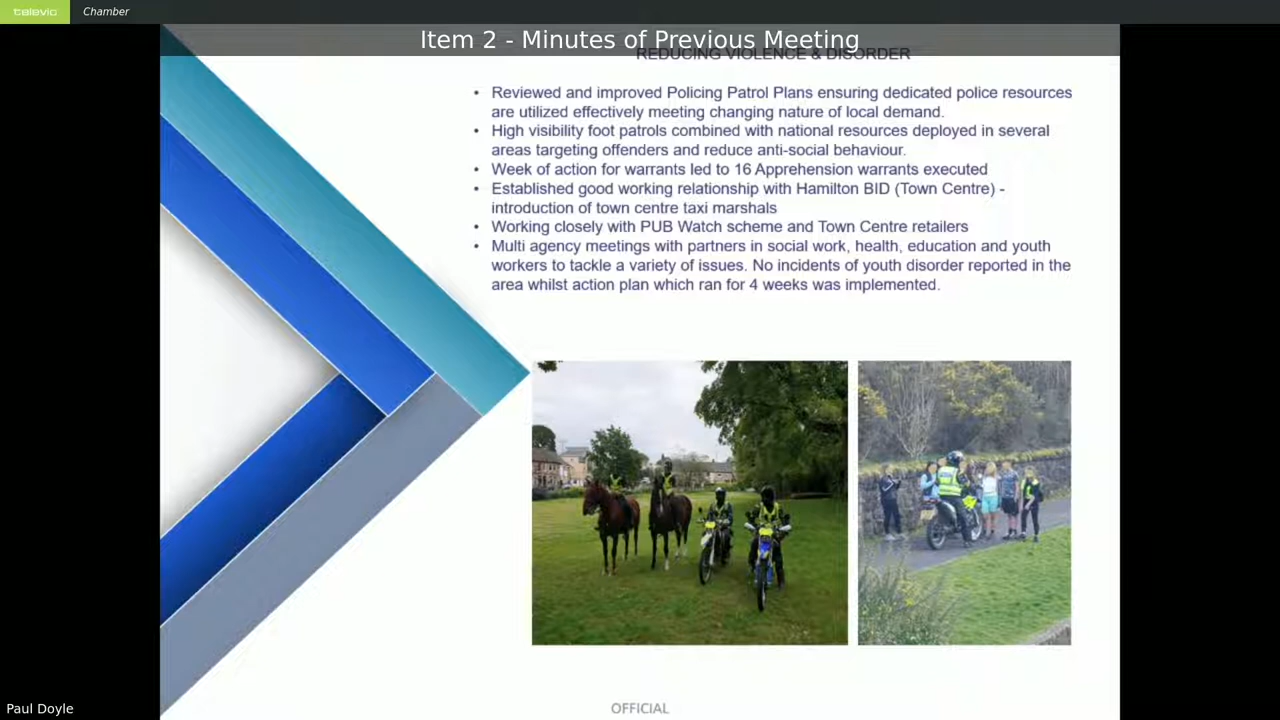 televic
Chamber
Item 2 - Minutes of Previous Meeting
REDUCING VIOLENCE & DISORDER
• Reviewed and improved Policing Patrol Plans ensuring dedicated police resources
are utilized effectively meeting changing nature of local demand.
• High visibility foot patrols combined with national resources deployed in several
areas targeting offenders and reduce anti-social behaviour.
• Week of action for warrants led to 16 Apprehension warrants executed
• Established good working relationship with Hamilton BID (Town Centre) -
introduction of town centre taxi marshals
• Working closely with PUB Watch scheme and Town Centre retailers
• Multi agency meetings with partners in social work, health, education and youth
workers to tackle a variety of issues. No incidents of youth disorder reported in the
area whilst action plan which ran for 4 weeks was implemented.
OFFICIAL
Paul Doyle